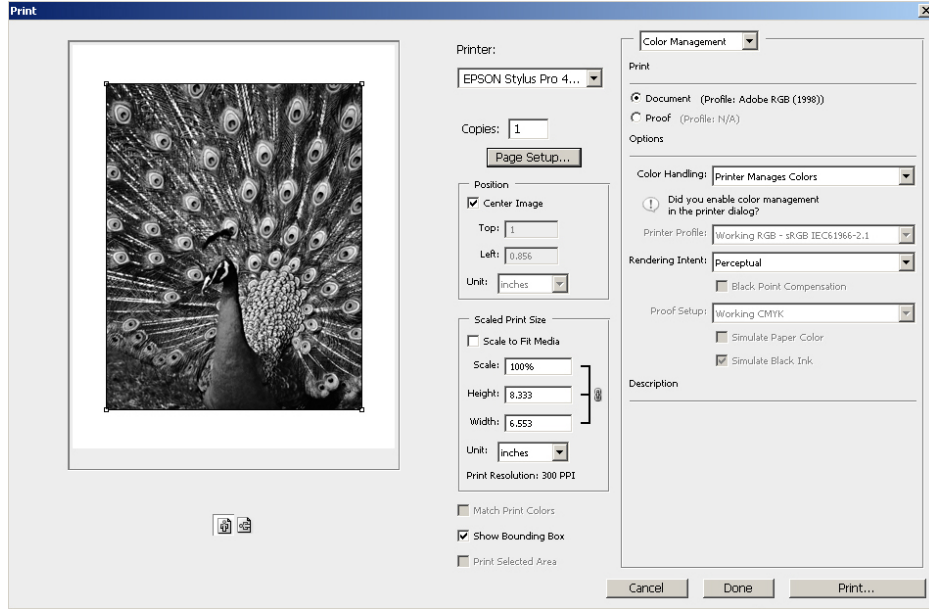 Print
Printer:
EPSON Stylus Pro 4...
Copies: 1
Page Setup...
Position
Center Image
Top: 1
Left: 0.856
Unit: inches
Scaled Print Size
Scale to Fit Media
Scale: 100%
Height: 8.333
Width: 6.553
Unit: inches
Print Resolution: 300 PPI
Match Print Colors
Show Bounding Box
Print Selected Area
Color Management
Print
Document (Profile: Adobe RGB (1998))
Proof (Profile: N/A)
Options
Color Handling: Printer Manages Colors
Did you enable color management
in the printer dialog?
Printer Profile: Working RGB - sRGB IEC61966-2.1
Rendering Intent: Perceptual
Black Point Compensation
Proof Setup: Working CMYK
Simulate Paper Color
Simulate Black Ink
Description
Cancel Done Print...